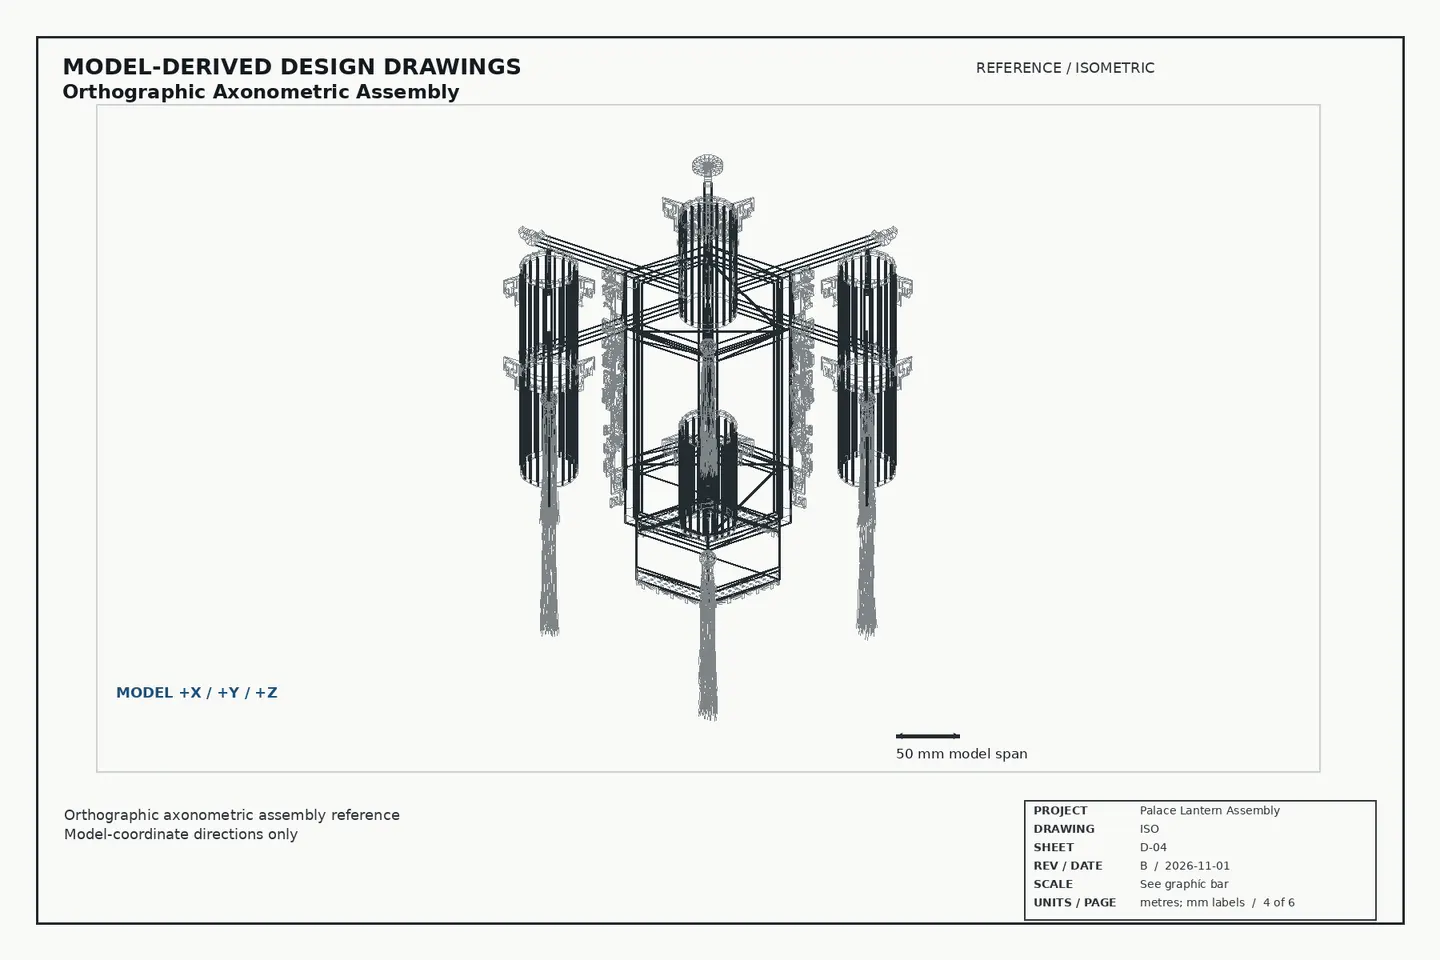 MODEL-DERIVED DESIGN DRAWINGS
Orthographic Axonometric Assembly
REFERENCE / ISOMETRIC
MODEL +X / +Y / +Z
50 mm model span
Orthographic axonometric assembly reference
Model-coordinate directions only
PROJECT Palace Lantern Assembly
DRAWING ISO
SHEET D-04
REV / DATE B / 2026-11-01
SCALE See graphic bar
UNITS / PAGE metres; mm labels / 4 of 6